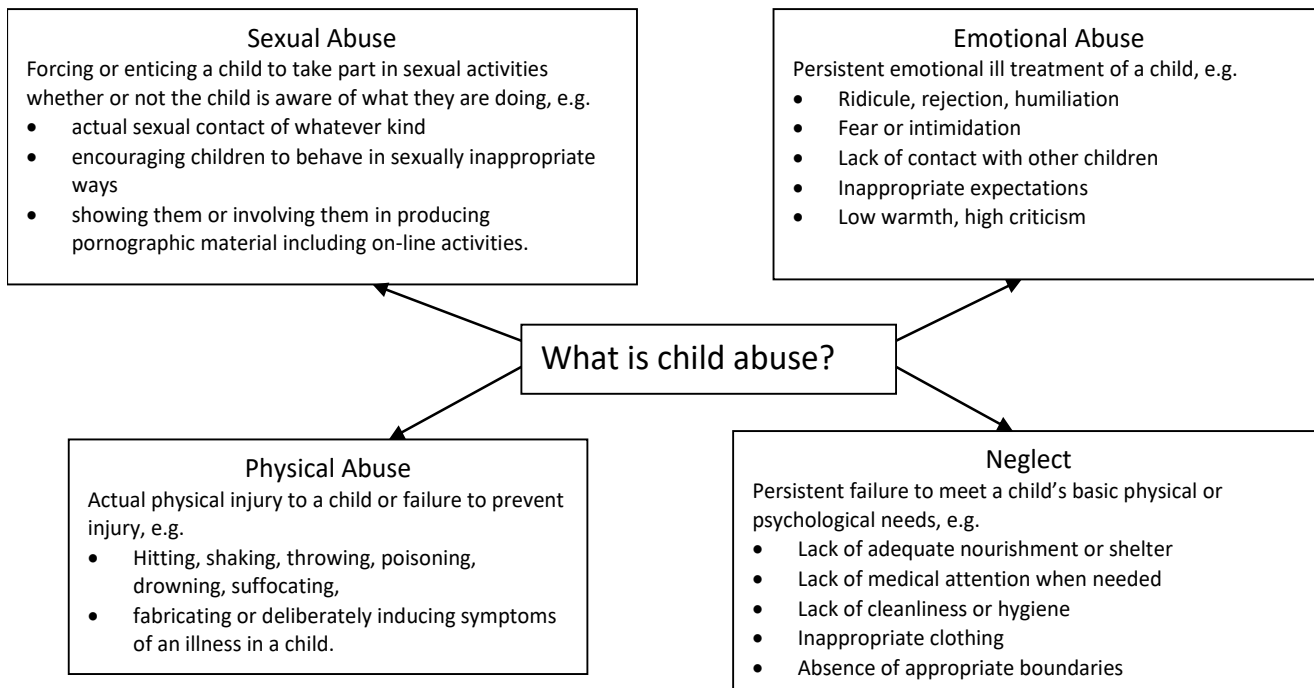 Sexual Abuse
Forcing or enticing a child to take part in sexual activities
whether or not the child is aware of what they are doing, e.g.
• actual sexual contact of whatever kind
• encouraging children to behave in sexually inappropriate
ways
• showing them or involving them in producing
pornographic material including on-line activities.
Emotional Abuse
Persistent emotional ill treatment of a child, e.g.
• Ridicule, rejection, humiliation
• Fear or intimidation
• Lack of contact with other children
• Inappropriate expectations
• Low warmth, high criticism
What is child abuse?
Physical Abuse
Actual physical injury to a child or failure to prevent
injury, e.g.
• Hitting, shaking, throwing, poisoning,
drowning, suffocating,
• fabricating or deliberately inducing symptoms
of an illness in a child.
Neglect
Persistent failure to meet a child’s basic physical or
psychological needs, e.g.
• Lack of adequate nourishment or shelter
• Lack of medical attention when needed
• Lack of cleanliness or hygiene
• Inappropriate clothing
• Absence of appropriate boundaries